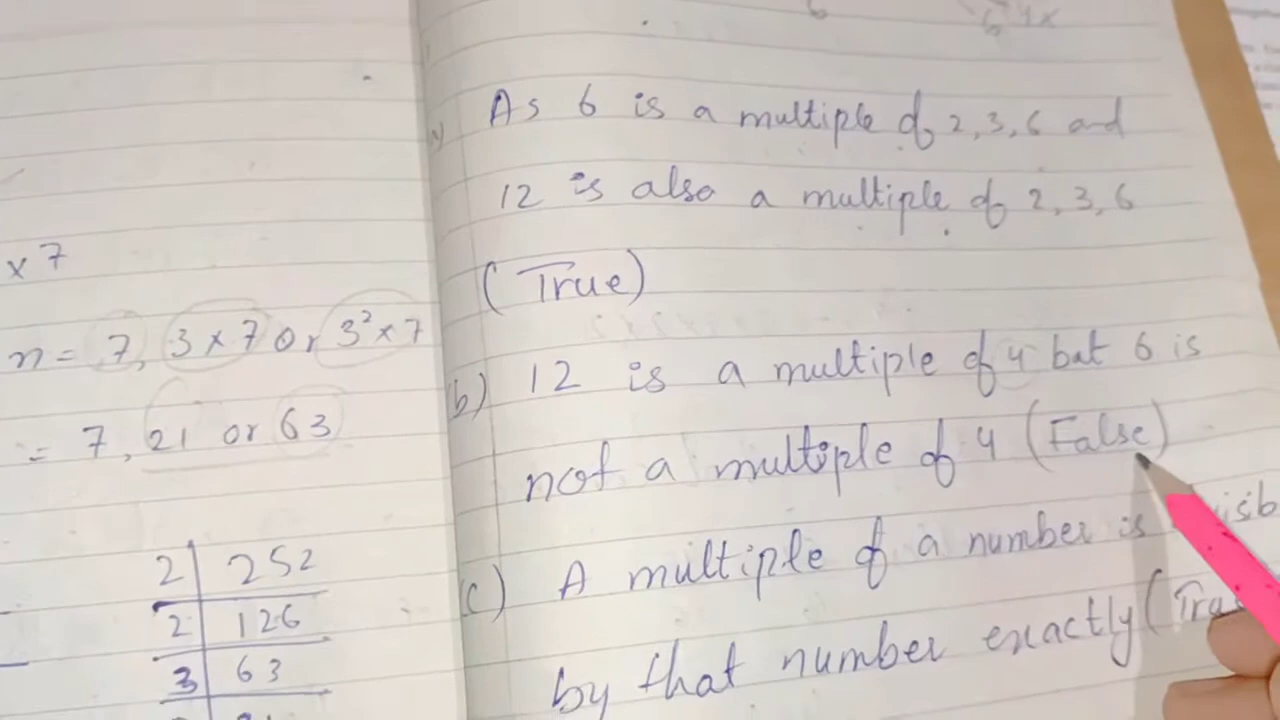 x 7
n = 7, 3 x 7 or 3² x 7
= 7, 21 or 63
2 | 252
2 | 126
3 | 63
As 6 is a multiple of 2, 3, 6 and
12 is also a multiple of 2, 3, 6
(True)
b) 12 is a multiple of 4 but 6 is
not a multiple of 4 (False)
c) A multiple of a number is
by that number exactly (True